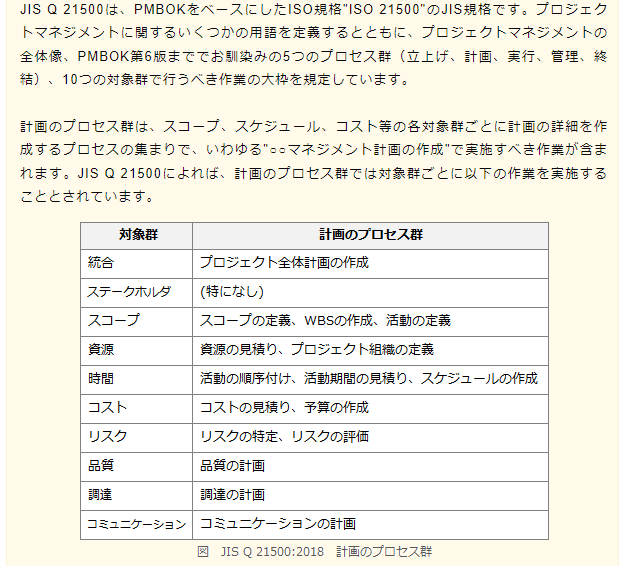 JIS Q 21500は、PMBOKをベースにしたISO規格"ISO 21500"のJIS規格です。プロジェク
トマネジメントに関するいくつかの用語を定義するとともに、プロジェクトマネジメントの
全体像、PMBOK第6版まででお馴染みの5つのプロセス群（立上げ、計画、実行、管理、終
結）、10つの対象群で行うべき作業の大枠を規定しています。
計画のプロセス群は、スコープ、スケジュール、コスト等の各対象群ごとに計画の詳細を作
成するプロセスの集まりで、いわゆる"○○マネジメント計画の作成"で実施すべき作業が含ま
れます。JIS Q 21500によれば、計画のプロセス群では対象群ごとに以下の作業を実施する
こととされています。
対象群 計画のプロセス群
統合 プロジェクト全体計画の作成
ステークホルダ (特になし)
スコープ スコープの定義、WBSの作成、活動の定義
資源 資源の見積り、プロジェクト組織の定義
時間 活動の順序付け、活動期間の見積り、スケジュールの作成
コスト コストの見積り、予算の作成
リスク リスクの特定、リスクの評価
品質 品質の計画
調達 調達の計画
コミュニケーション コミュニケーションの計画
図 JIS Q 21500:2018 計画のプロセス群